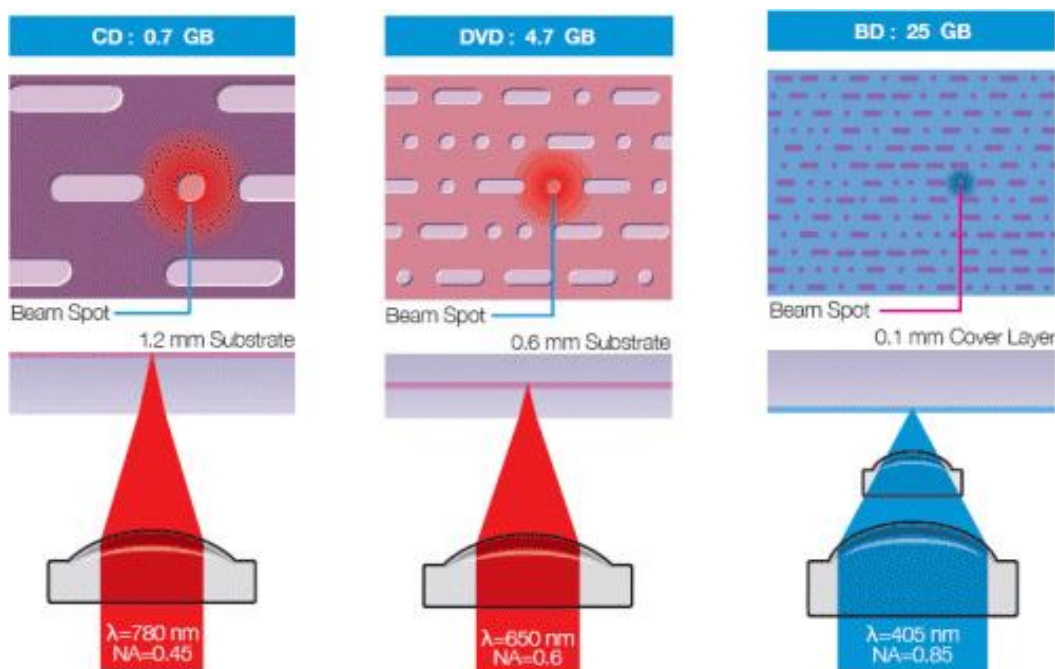 CD : 0.7 GB
DVD : 4.7 GB
BD : 25 GB
Beam Spot
Beam Spot
Beam Spot
1.2 mm Substrate
0.6 mm Substrate
0.1 mm Cover Layer
λ=780 nm
NA=0.45
λ=650 nm
NA=0.6
λ=405 nm
NA=0.85